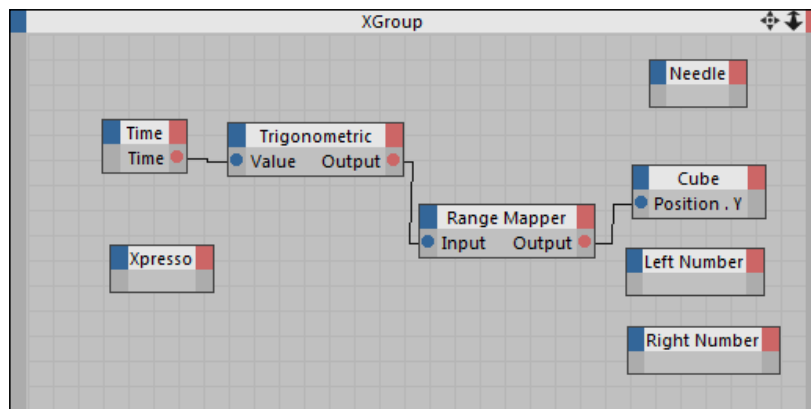 XGroup
Needle
Time
Time
Trigonometric
Value Output
Cube
Position . Y
Range Mapper
Input Output
Xpresso
Left Number
Right Number